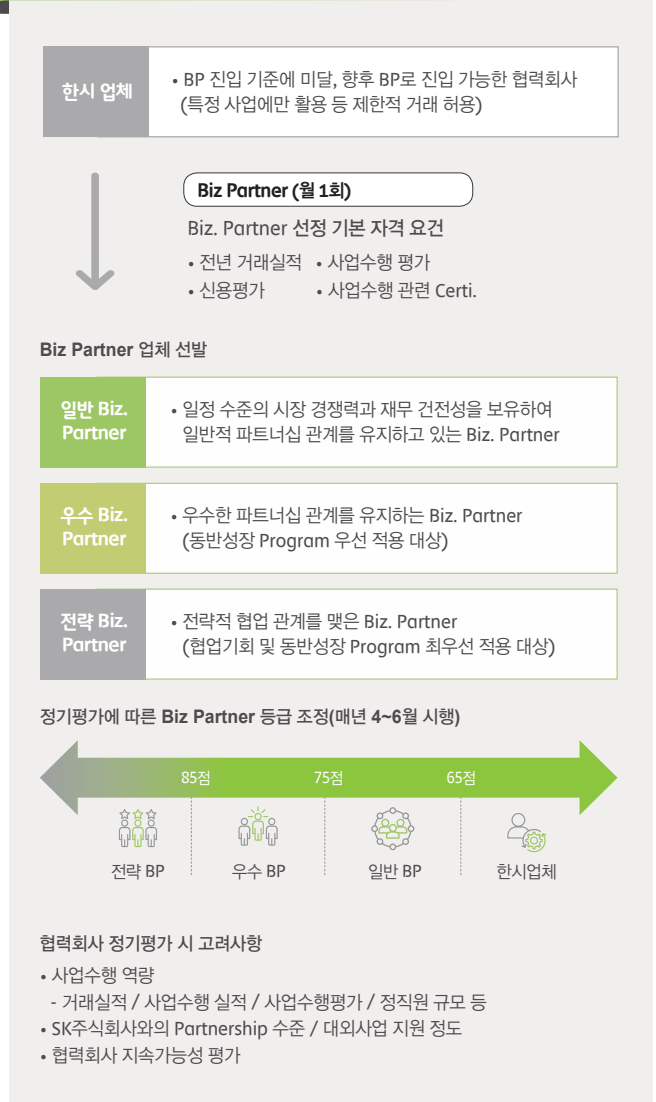 한시 업체
• BP 진입 기준에 미달, 향후 BP로 진입 가능한 협력회사
(특정 사업에만 활용 등 제한적 거래 허용)
Biz Partner (월 1회)
Biz. Partner 선정 기본 자격 요건
• 전년 거래실적 • 사업수행 평가
• 신용평가 • 사업수행 관련 Certi.
Biz Partner 업체 선발
일반 Biz.
Partner
• 일정 수준의 시장 경쟁력과 재무 건전성을 보유하여
일반적 파트너십 관계를 유지하고 있는 Biz. Partner
우수 Biz.
Partner
• 우수한 파트너십 관계를 유지하는 Biz. Partner
(동반성장 Program 우선 적용 대상)
전략 Biz.
Partner
• 전략적 협업 관계를 맺은 Biz. Partner
(협업기회 및 동반성장 Program 최우선 적용 대상)
정기평가에 따른 Biz Partner 등급 조정(매년 4~6월 시행)
85점 75점 65점
전략 BP 우수 BP 일반 BP 한시업체
협력회사 정기평가 시 고려사항
• 사업수행 역량
- 거래실적 / 사업수행 실적 / 사업수행평가 / 정직원 규모 등
• SK주식회사와의 Partnership 수준 / 대외사업 지원 정도
• 협력회사 지속가능성 평가